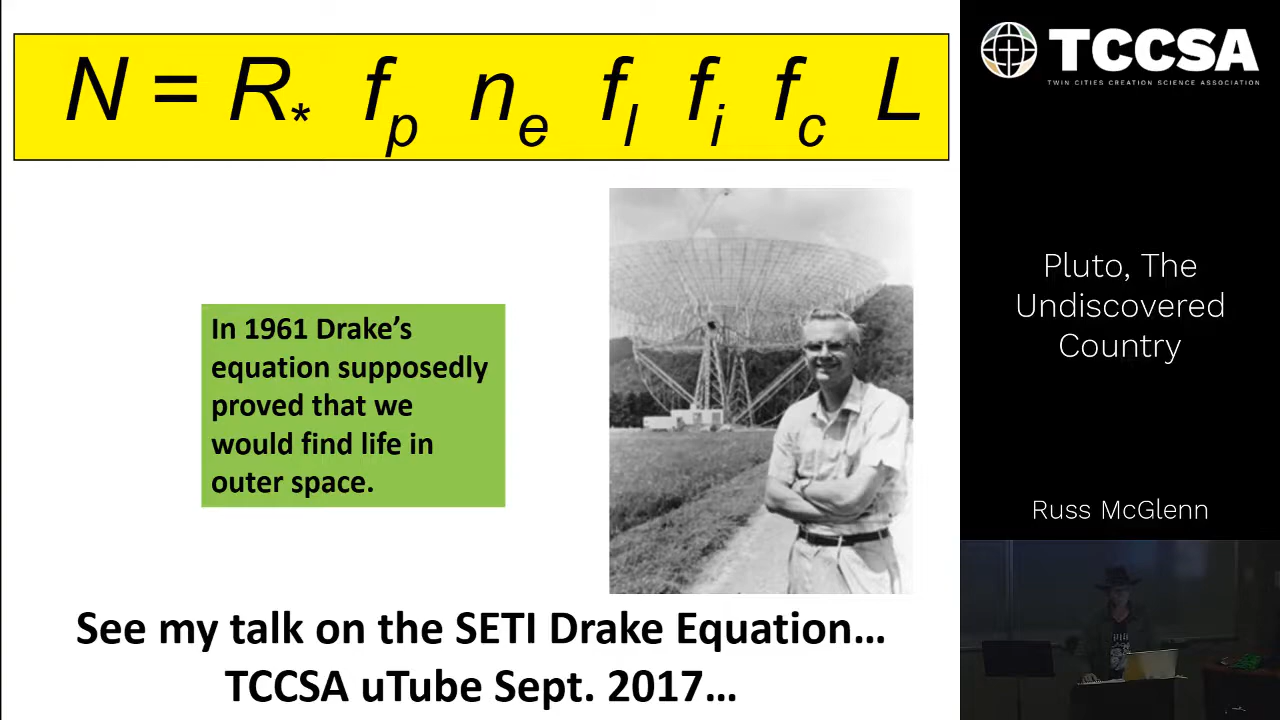 N = R* fp ne fl fi fc L
In 1961 Drake's
equation supposedly
proved that we
would find life in
outer space.
See my talk on the SETI Drake Equation…
TCCSA uTube Sept. 2017…
TCCSA
TWIN CITIES CREATION SCIENCE ASSOCIATION
Pluto, The
Undiscovered
Country
Russ McGlenn